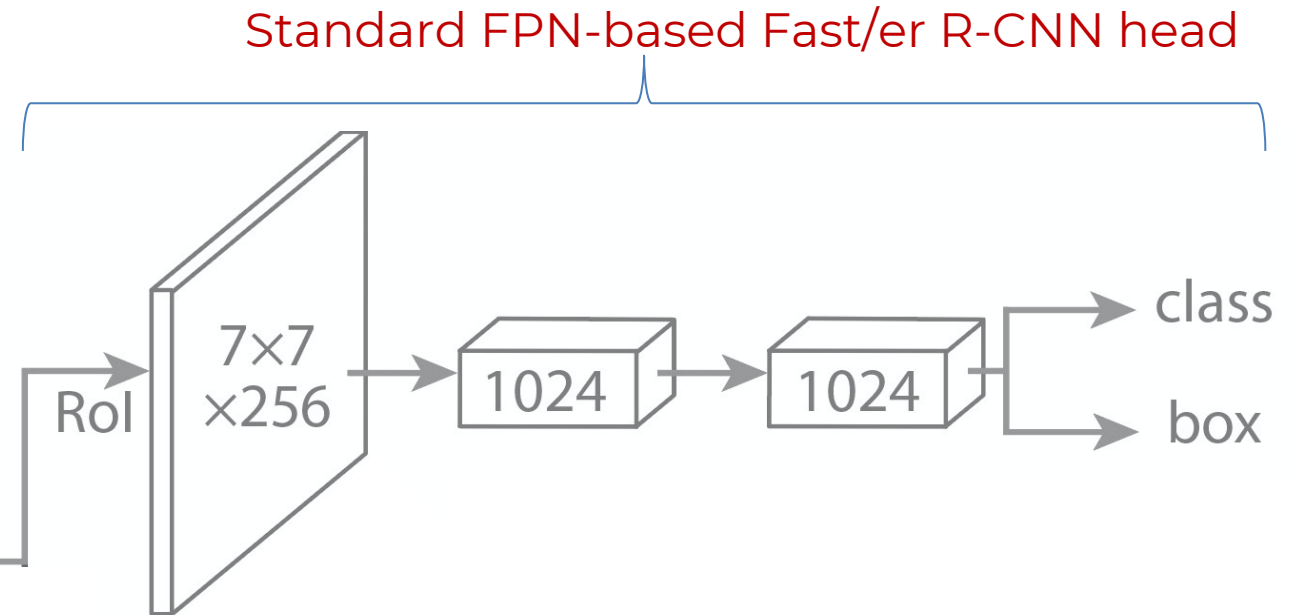 Standard FPN-based Fast/er R-CNN head
RoI
7×7
×256
1024
1024
class
box